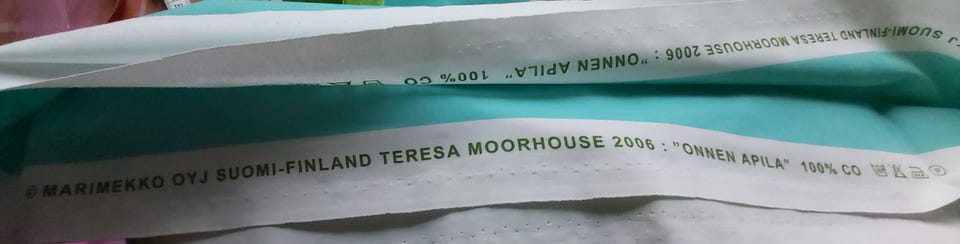 J SUOMI-FINLAND TERESA MOORHOUSE 2006 : "ONNEN APILA" 100% CO
© MARIMEKKO OYJ SUOMI-FINLAND TERESA MOORHOUSE 2006 : "ONNEN APILA" 100% CO